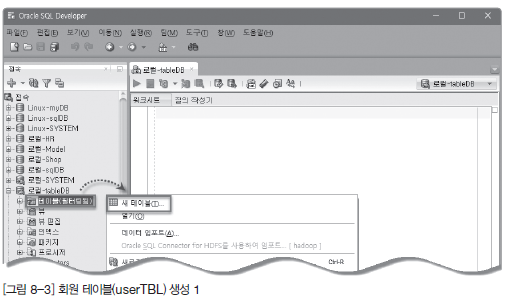 Oracle SQL Developer
파일(F) 편집(E) 보기(V) 이동(N) 실행(R) 팀(M) 도구(T) 창(W) 도움말(H)
접속
로컬-tableDB
로컬-tableDB
워크시트 질의 작성기
접속
Linux-myDB
Linux-sqlDB
Linux-SYSTEM
로컬-HR
로컬-Model
로컬-Shop
로컬-sqlDB
로컬-SYSTEM
로컬-tableDB
테이블(필터링됨)
새 테이블(T)...
뷰
열기(O)
뷰 편집
인덱스
데이터 임포트(A)...
패키지
Oracle SQL Connector for HDFS를 사용하여 임포트... [ hadoop ]
프로시저
Ctrl-R
[그림 8-3] 회원 테이블(userTBL) 생성 1